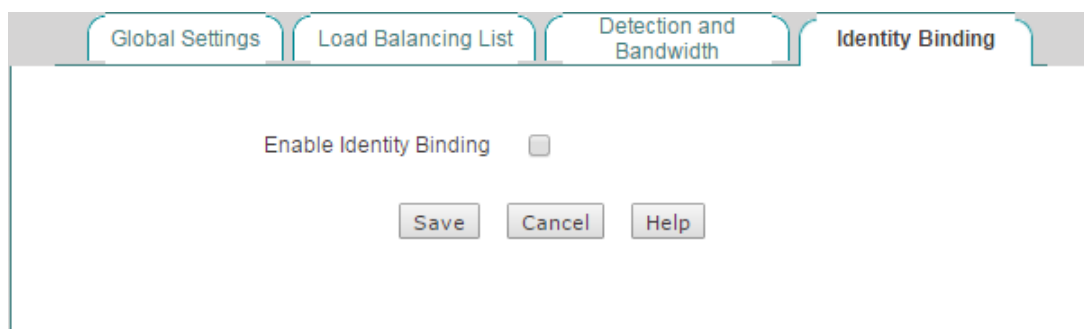 Global Settings
Load Balancing List
Detection and
Bandwidth
Identity Binding
Enable Identity Binding
Save Cancel Help